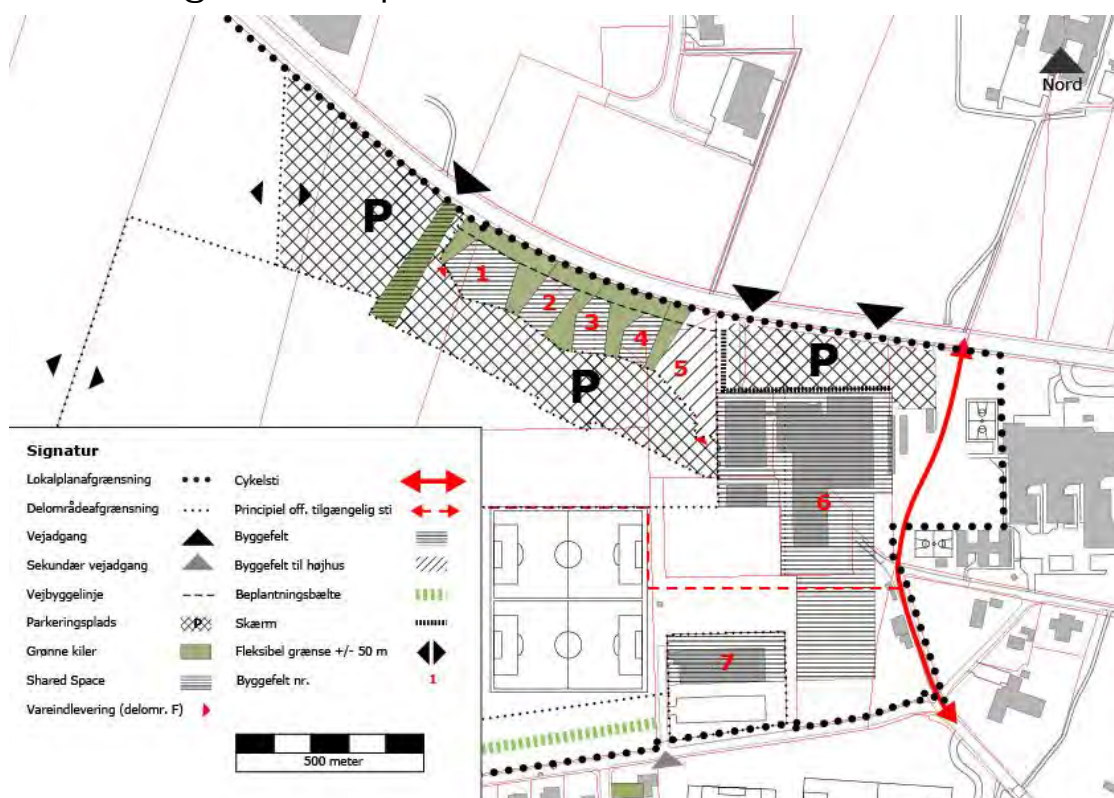 Nord
P
1
2
3
4
5
P
P
6
7
Signatur
Lokalplanafgrænsning
Delområdeafgrænsning
Vejadgang
Sekundær vejadgang
Vejbyggelinje
Parkeringsplads
P
Grønne kiler
Shared Space
Vareindlevering (delomr. F)
Cykelsti
Principiel off. tilgængelig sti
Byggefelt
Byggefelt til højhus
Beplantningsbælte
Skærm
Fleksibel grænse +/- 50 m
Byggefelt nr.
1
500 meter